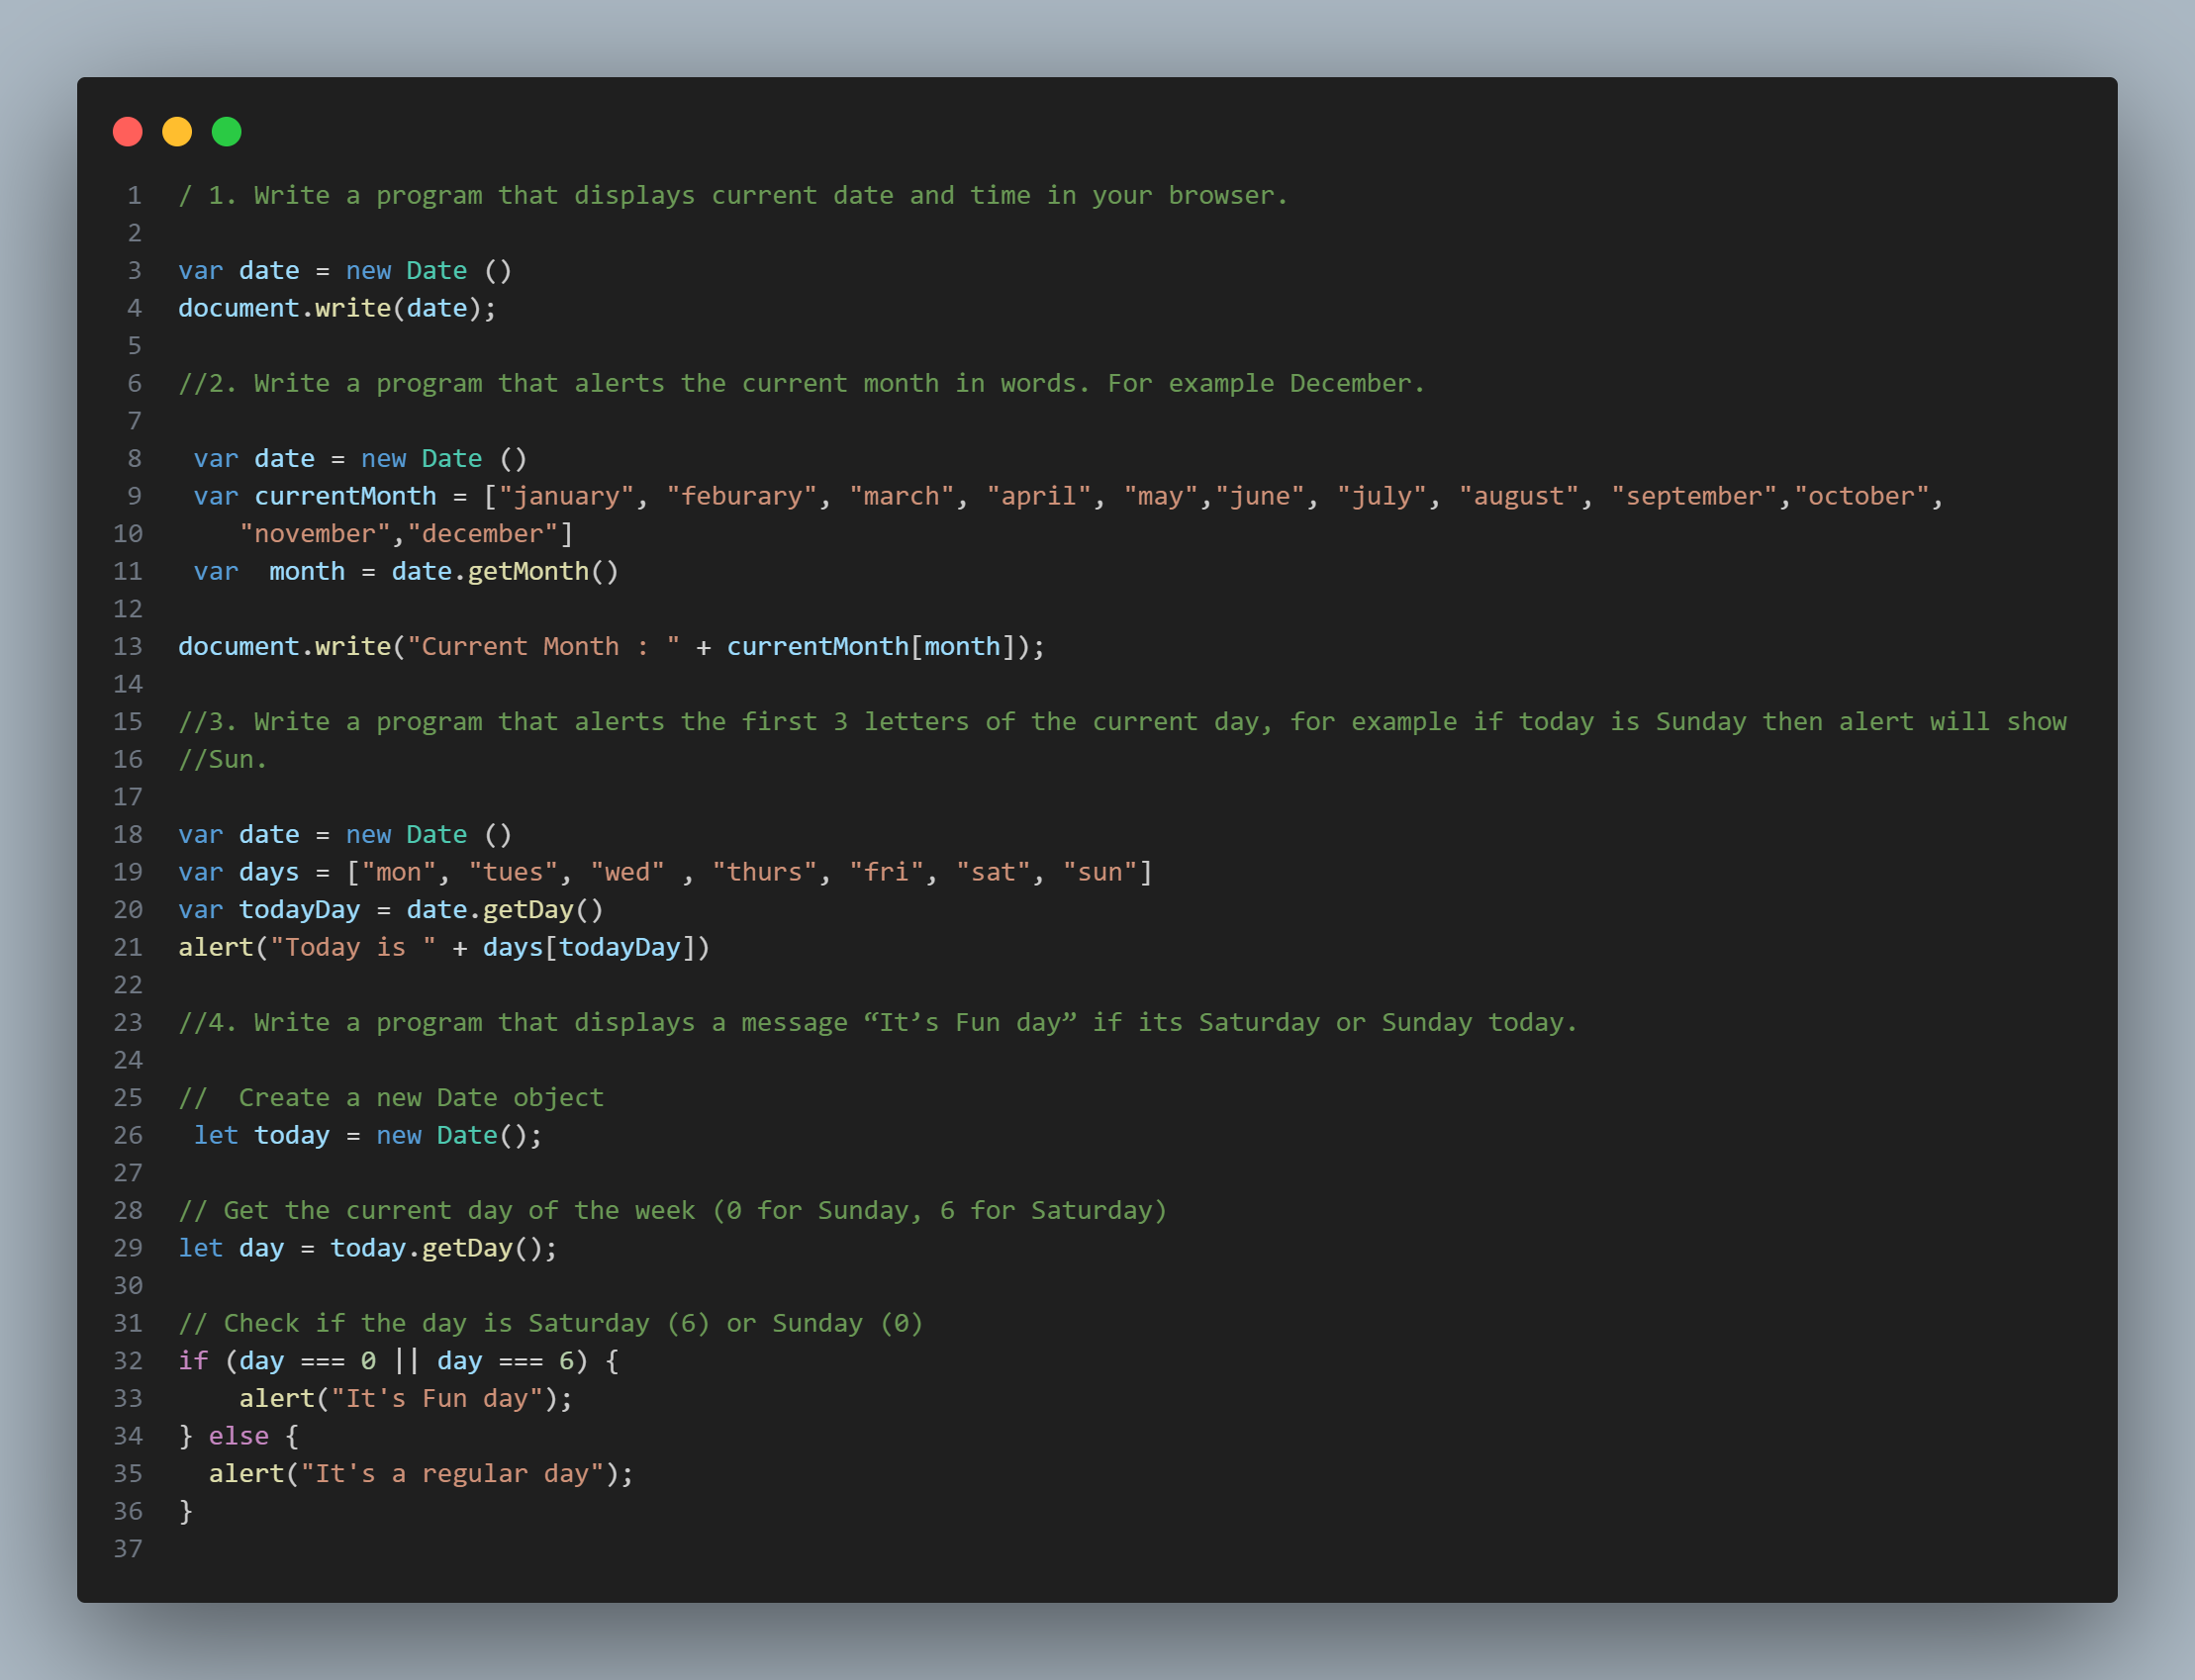 1 / 1. Write a program that displays current date and time in your browser.
2
3 var date = new Date ()
4 document.write(date);
5
6 //2. Write a program that alerts the current month in words. For example December.
7
8  var date = new Date ()
9  var currentMonth = ["january", "feburary", "march", "april", "may","june", "july", "august", "september","october",
10     "november","december"]
11  var  month = date.getMonth()
12
13 document.write("Current Month : " + currentMonth[month]);
14
15 //3. Write a program that alerts the first 3 letters of the current day, for example if today is Sunday then alert will show
16 //Sun.
17
18 var date = new Date ()
19 var days = ["mon", "tues", "wed" , "thurs", "fri", "sat", "sun"]
20 var todayDay = date.getDay()
21 alert("Today is " + days[todayDay])
22
23 //4. Write a program that displays a message “It’s Fun day” if its Saturday or Sunday today.
24
25 //  Create a new Date object
26  let today = new Date();
27
28 // Get the current day of the week (0 for Sunday, 6 for Saturday)
29 let day = today.getDay();
30
31 // Check if the day is Saturday (6) or Sunday (0)
32 if (day === 0 || day === 6) {
33     alert("It's Fun day");
34 } else {
35   alert("It's a regular day");
36 }
37